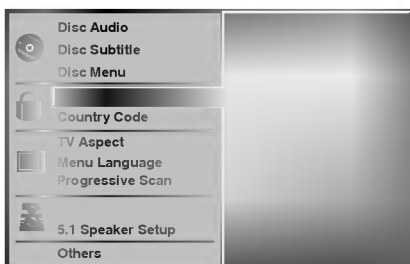 Disc Audio
Disc Subtitle
Disc Menu
Country Code
TV Aspect
Menu Language
Progressive Scan
5.1 Speaker Setup
Others